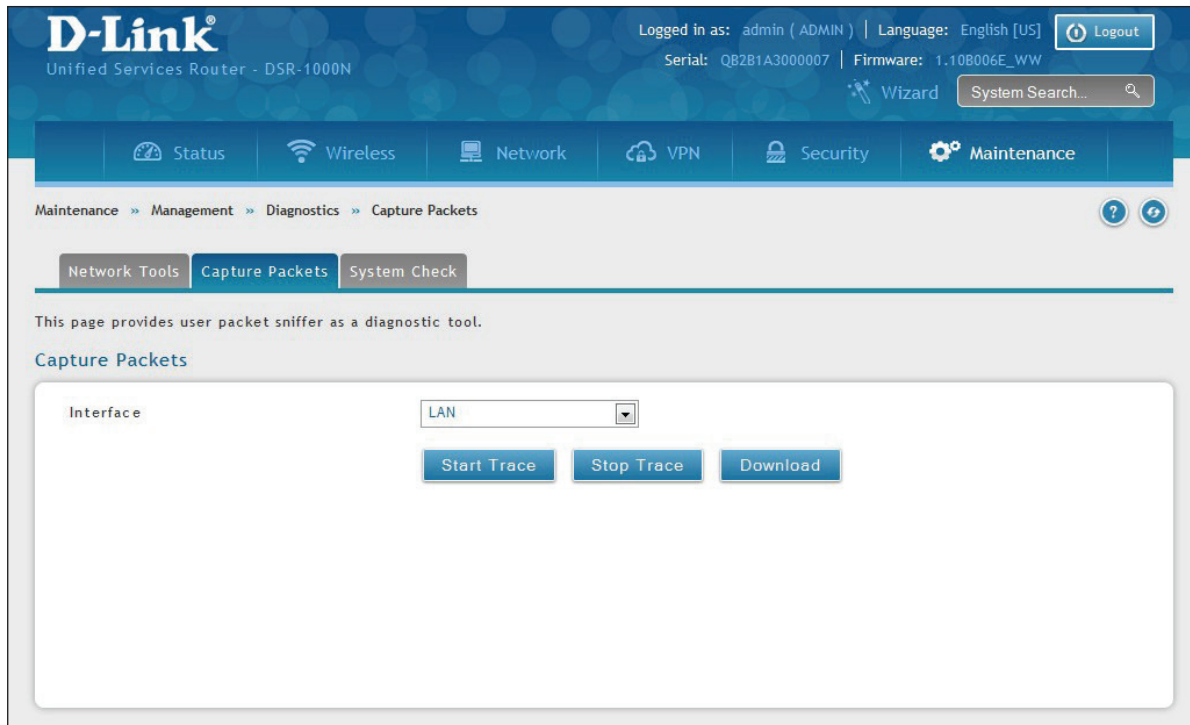 D-Link®
Logged in as: admin ( ADMIN ) | Language: English [US]
Logout
Unified Services Router - DSR-1000N
Serial: QB2B1A3000007 | Firmware: 1.10B006E_WW
Wizard
System Search...
Status
Wireless
Network
VPN
Security
Maintenance
Maintenance » Management » Diagnostics » Capture Packets
?
Network Tools
Capture Packets
System Check
This page provides user packet sniffer as a diagnostic tool.
Capture Packets
Interface
LAN
Start Trace
Stop Trace
Download